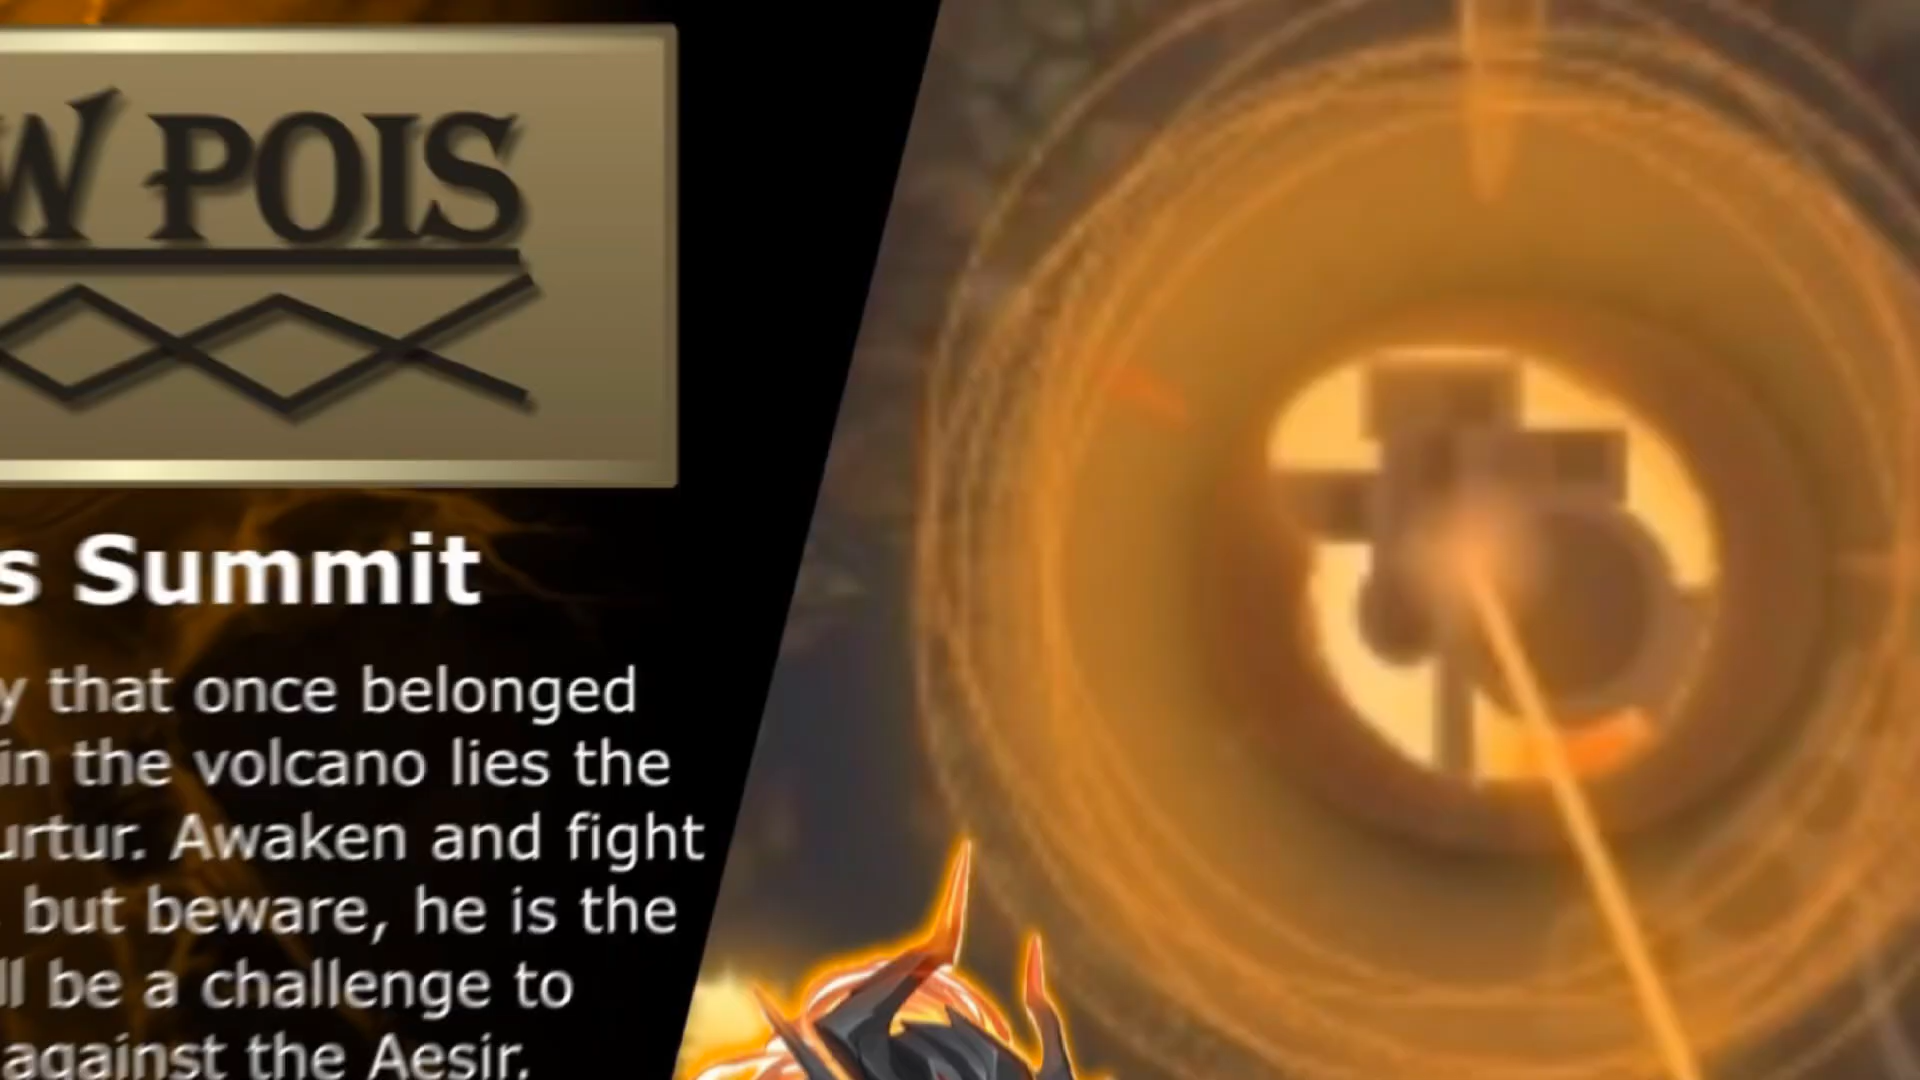 W POIS
s Summit
y that once belonged
in the volcano lies the
urtur. Awaken and fight
but beware, he is the
ll be a challenge to
against the Aesir.